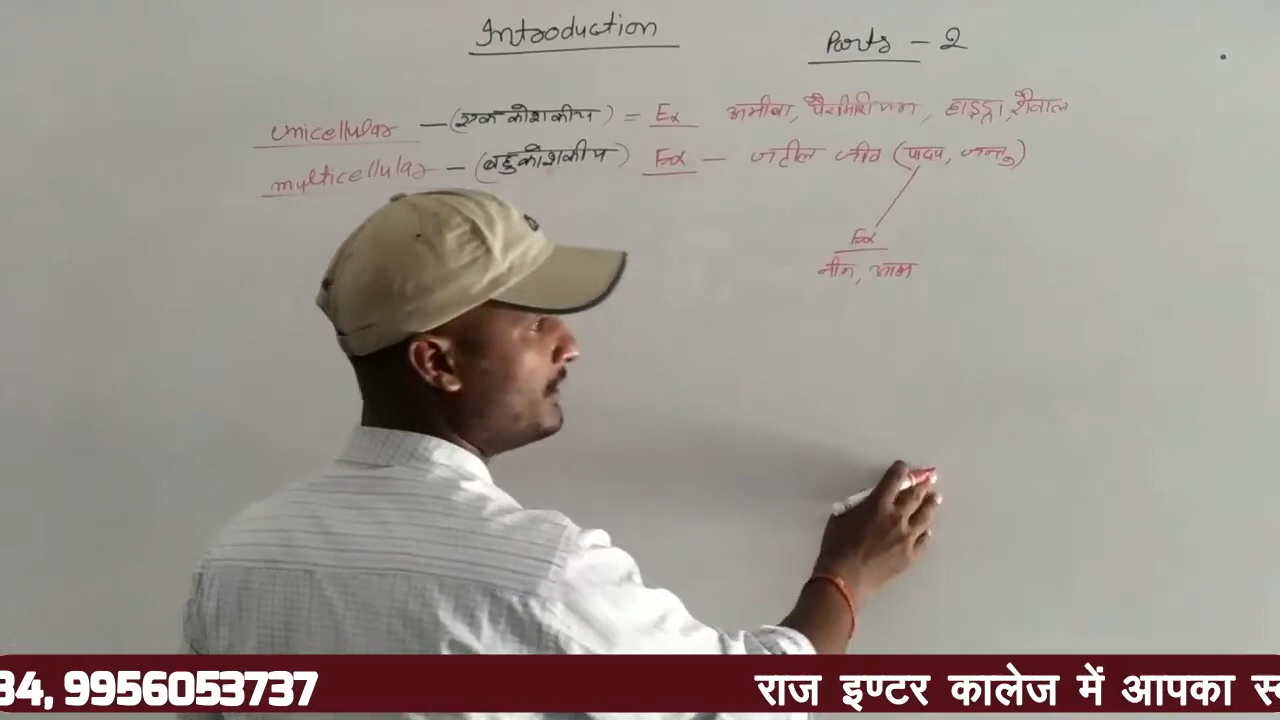 Introduction Parts - 2
unicellular - (एक कोशकीय) = Ex अमीबा, पैरामिशियम, हाइड्रा, शैवाल
multicellular - (बहुकोशकीय) Ex - जटील जीव (पादप, जन्तु)
Ex
नीम, आम
34, 9956053737 राज इण्टर कालेज में आपका स्